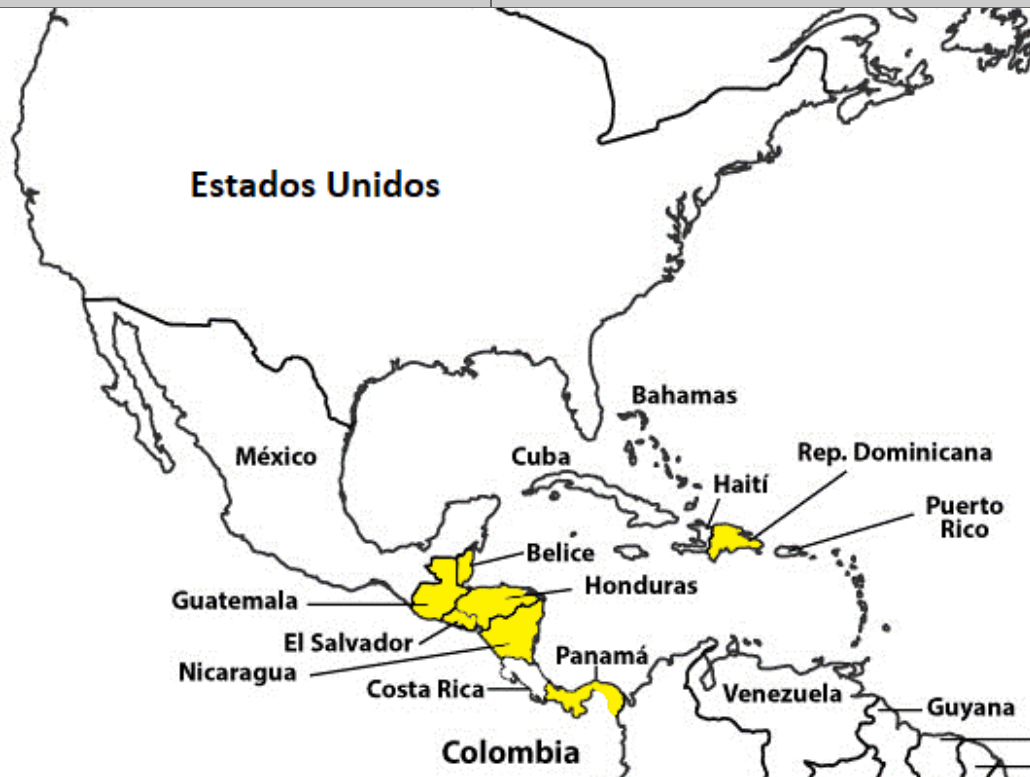 Estados Unidos
Bahamas
México
Cuba
Rep. Dominicana
Haití
Puerto
Rico
Belice
Honduras
Guatemala
El Salvador
Nicaragua
Panamá
Costa Rica
Venezuela
Guyana
Colombia